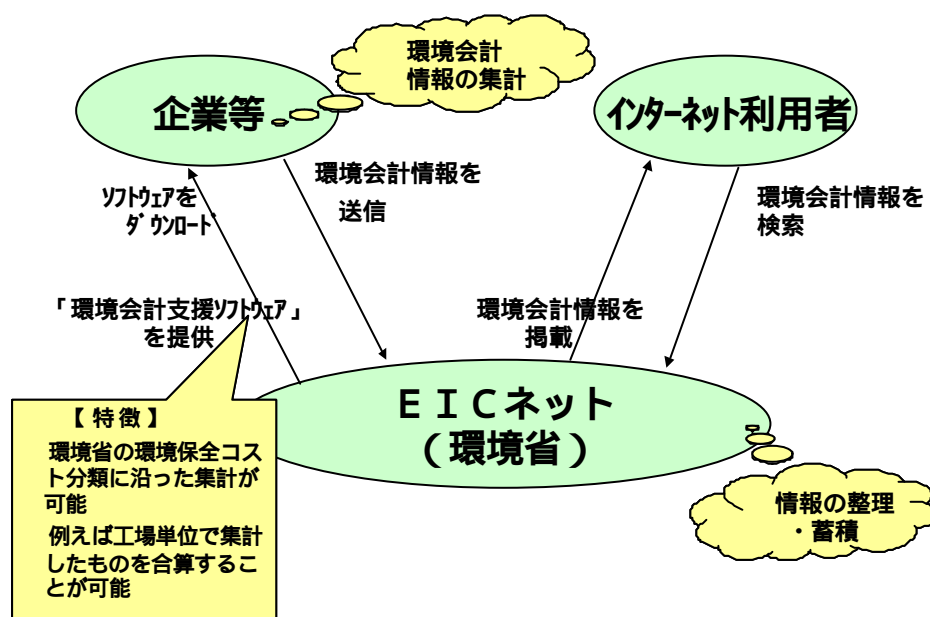 環境会計
情報の集計
企業等
インターネット利用者
環境会計情報を
送信
ソフトウェアを
ダウンロード
環境会計情報を
検索
「環境会計支援ソフトウェア」
を提供
環境会計情報を
掲載
EICネット
（環境省）
【特徴】
環境省の環境保全コス
ト分類に沿った集計が
可能
例えば工場単位で集計
したものを合算するこ
とが可能
情報の整理
・蓄積